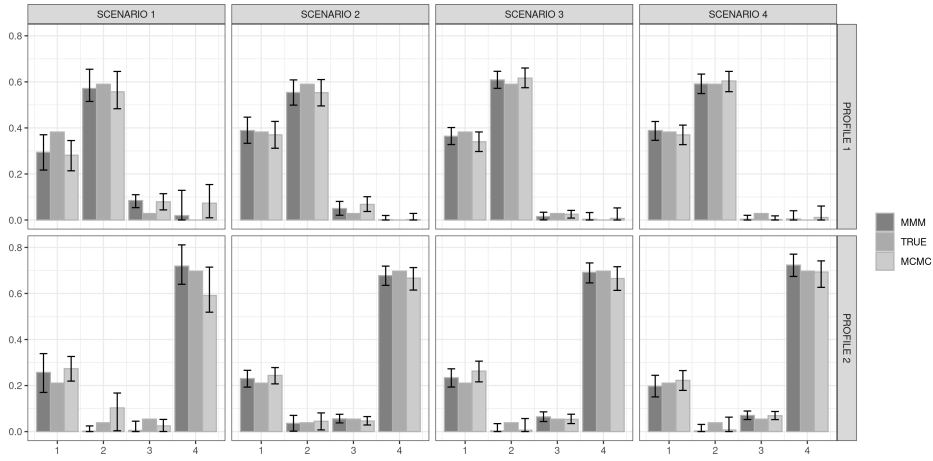 SCENARIO 1 SCENARIO 2 SCENARIO 3 SCENARIO 4
0.8
0.6
0.4
0.2
0.0
PROFILE 1
0.8
0.6
0.4
0.2
0.0
PROFILE 2
1 2 3 4 1 2 3 4 1 2 3 4 1 2 3 4
MMM
TRUE
MCMC